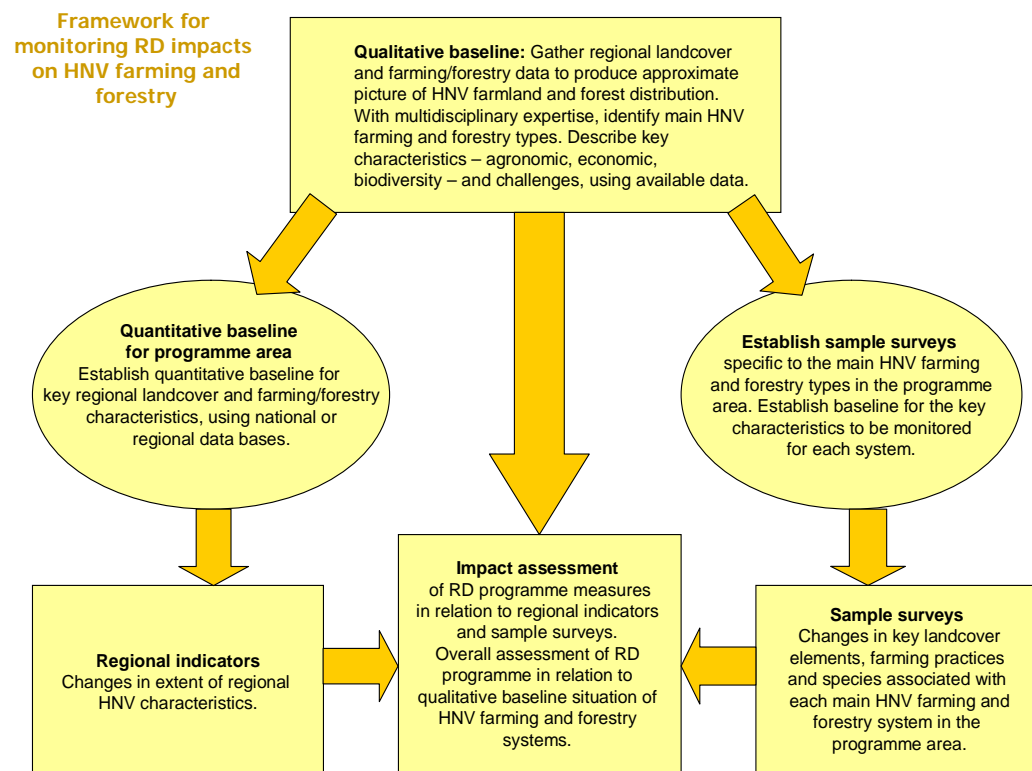 Framework for
monitoring RD impacts
on HNV farming and
forestry
Qualitative baseline: Gather regional landcover
and farming/forestry data to produce approximate
picture of HNV farmland and forest distribution.
With multidisciplinary expertise, identify main HNV
farming and forestry types. Describe key
characteristics – agronomic, economic,
biodiversity – and challenges, using available data.
Quantitative baseline
for programme area
Establish quantitative baseline for
key regional landcover and farming/forestry
characteristics, using national or
regional data bases.
Establish sample surveys
specific to the main HNV farming
and forestry types in the programme
area. Establish baseline for the key
characteristics to be monitored
for each system.
Regional indicators
Changes in extent of regional
HNV characteristics.
Impact assessment
of RD programme measures
in relation to regional indicators
and sample surveys.
Overall assessment of RD
programme in relation to
qualitative baseline situation of
HNV farming and forestry
systems.
Sample surveys
Changes in key landcover
elements, farming practices
and species associated with
each main HNV farming and
forestry system in the
programme area.